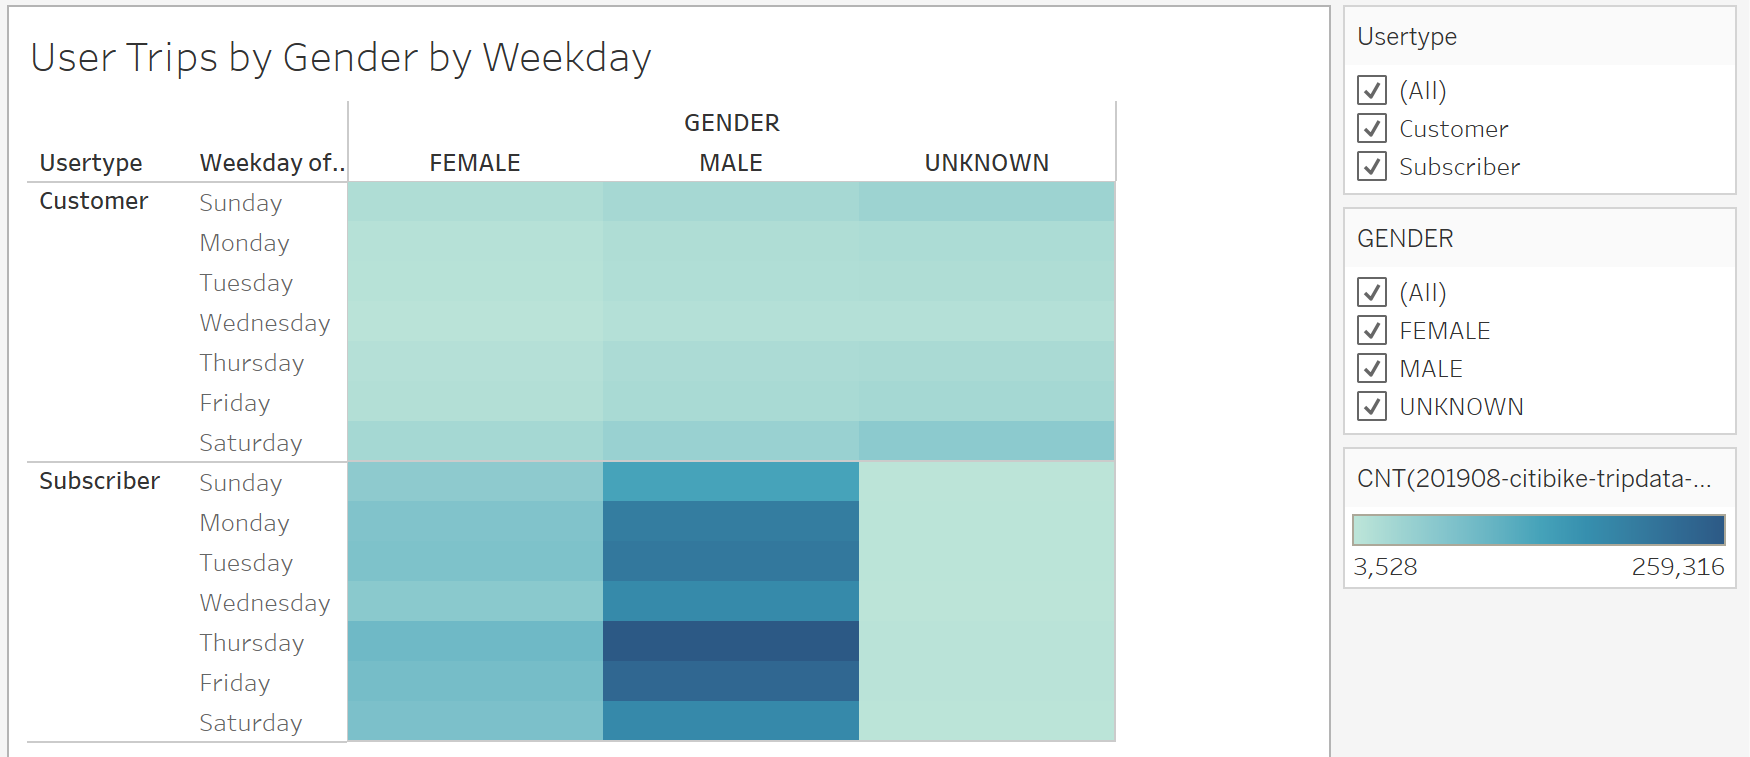 User Trips by Gender by Weekday
GENDER
Usertype Weekday of.. FEMALE MALE UNKNOWN
Customer Sunday
Monday
Tuesday
Wednesday
Thursday
Friday
Saturday
Subscriber Sunday
Monday
Tuesday
Wednesday
Thursday
Friday
Saturday
Usertype
(All)
Customer
Subscriber
GENDER
(All)
FEMALE
MALE
UNKNOWN
CNT(201908-citibike-tripdata-...
3,528 259,316